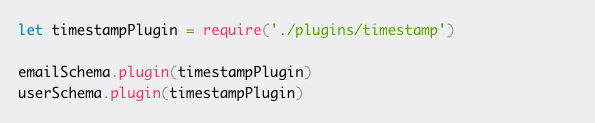 let timestampPlugin = require('./plugins/timestamp')
emailSchema.plugin(timestampPlugin)
userSchema.plugin(timestampPlugin)